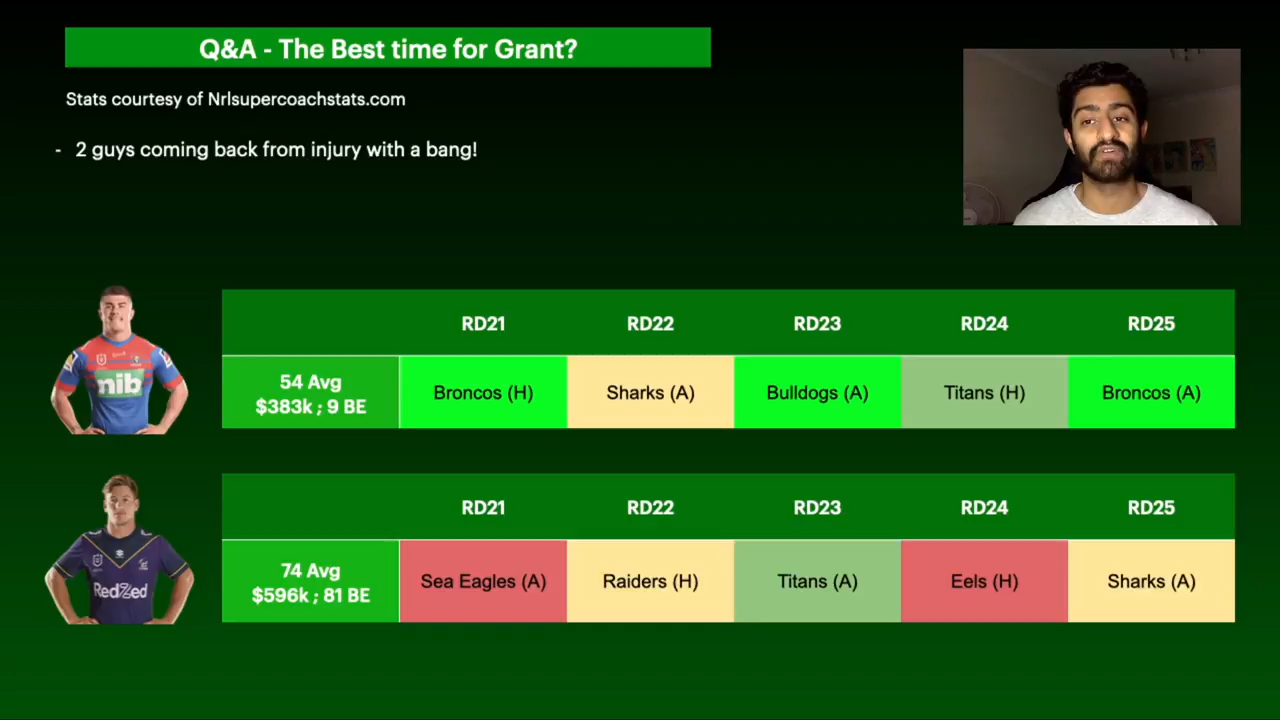 Q&A - The Best time for Grant?
Stats courtesy of Nrlsupercoachstats.com
- 2 guys coming back from injury with a bang!
RD21 RD22 RD23 RD24 RD25
54 Avg
$383k ; 9 BE
Broncos (H) Sharks (A) Bulldogs (A) Titans (H) Broncos (A)
nib
RD21 RD22 RD23 RD24 RD25
74 Avg
$596k ; 81 BE
Sea Eagles (A) Raiders (H) Titans (A) Eels (H) Sharks (A)
RedZed